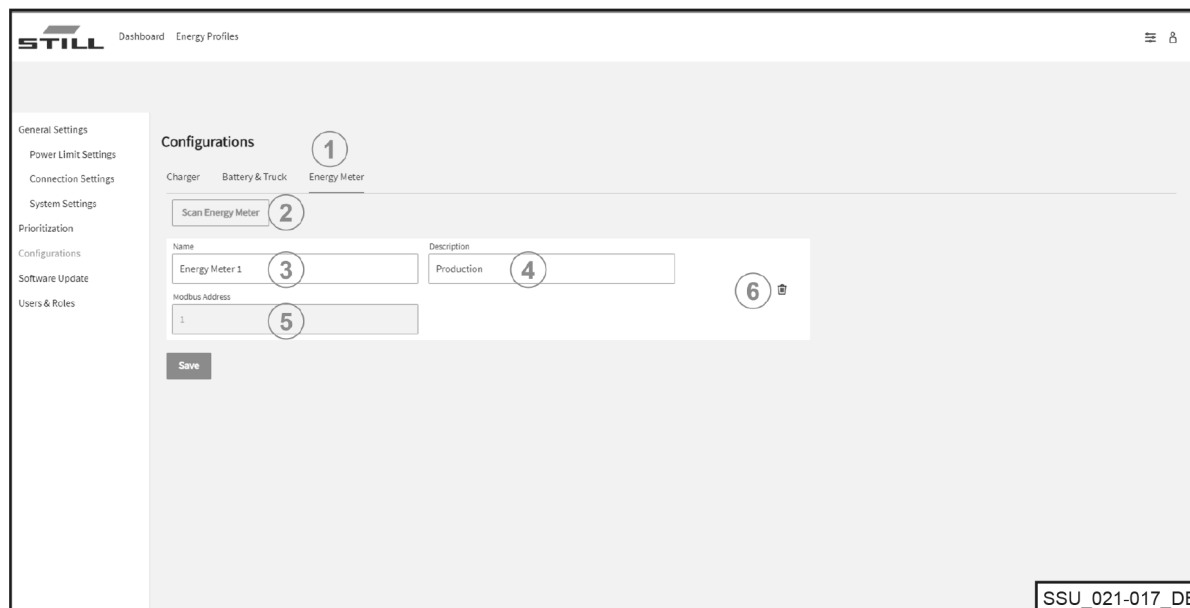 STILL Dashboard Energy Profiles
General Settings
Power Limit Settings
Connection Settings
System Settings
Prioritization
Configurations
Software Update
Users & Roles
Configurations
1
Charger Battery & Truck Energy Meter
Scan Energy Meter 2
Name Description
Energy Meter 1 3 Production 4
6
Modbus Address
1 5
Save
SSU_021-017_DE